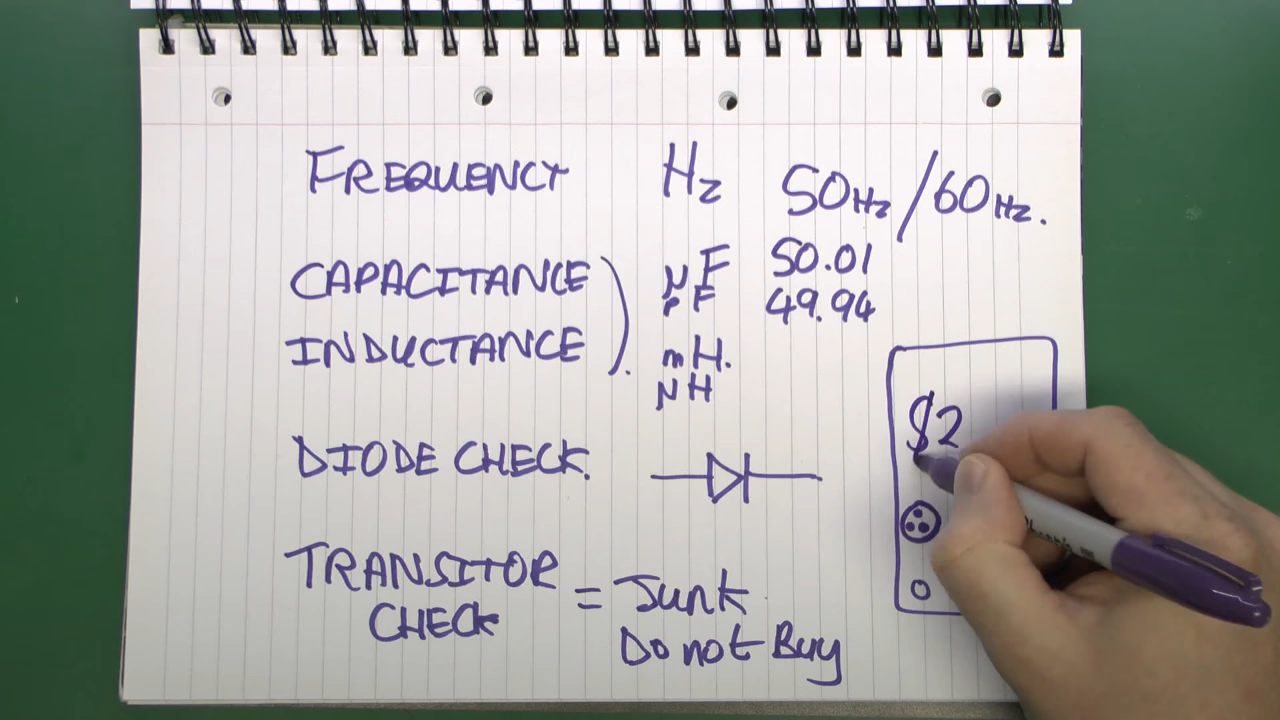 FREQUENCY Hz 50Hz/60Hz.
50.01
49.94
CAPACITANCE µF
PF
INDUCTANCE mH.
µH
DIODE CHECK.
TRANSITOR
CHECK = Junk
Do not Buy
$2